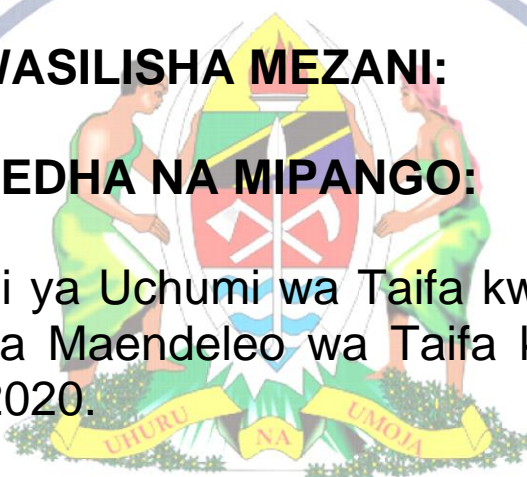 WASILISHA MEZANI:
EDHA NA MIPANGO:
i ya Uchumi wa Taifa kw
a Maendeleo wa Taifa k
2020.
UHURU NA UMOJA